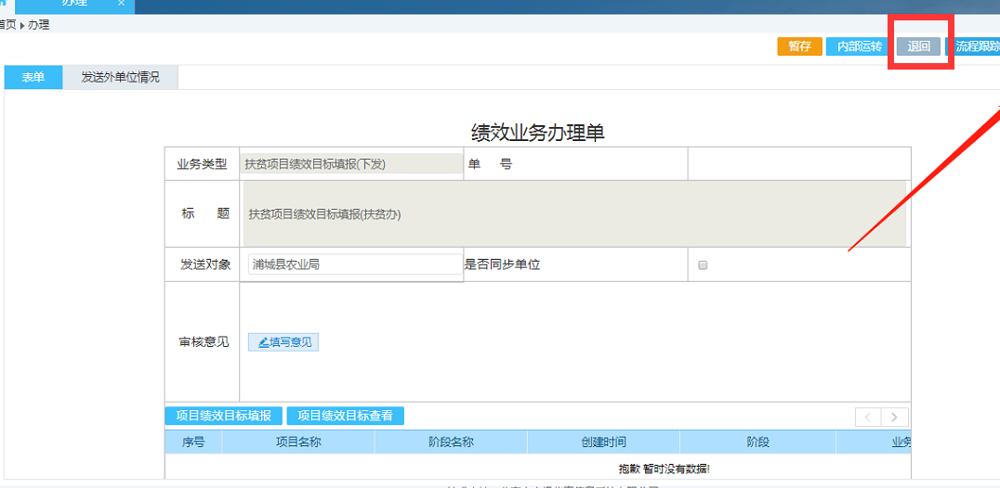 办理 ×
首页 办理
暂存 内部运转 退回 流程跟踪
表单 发送外单位情况
绩效业务办理单
业务类型 扶贫项目绩效目标填报(下发) 单 号
标 题 扶贫项目绩效目标填报(扶贫办)
发送对象 浦城县农业局 是否同步单位
审核意见 填写意见
项目绩效目标填报 项目绩效目标查看
序号 项目名称 阶段名称 创建时间 阶段 业务
抱歉 暂时没有数据!